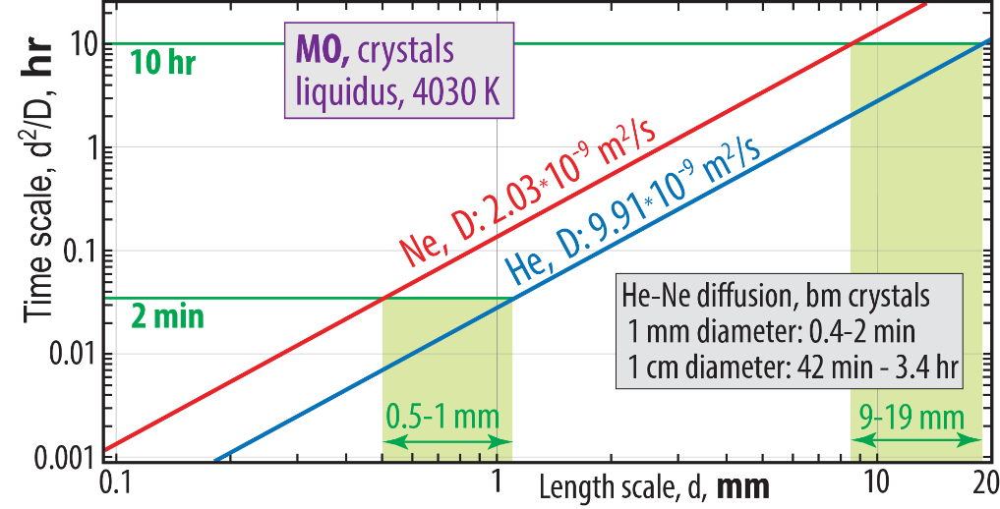 Time scale, d²/D, hr
10
1
0.1
0.01
0.001
10 hr
MO, crystals
liquidus, 4030 K
Ne, D: 2.03*10⁻⁹ m²/s
He, D: 9.91*10⁻⁹ m²/s
2 min
He-Ne diffusion, bm crystals
1 mm diameter: 0.4-2 min
1 cm diameter: 42 min - 3.4 hr
0.5-1 mm
9-19 mm
0.1
1
10
20
Length scale, d, mm